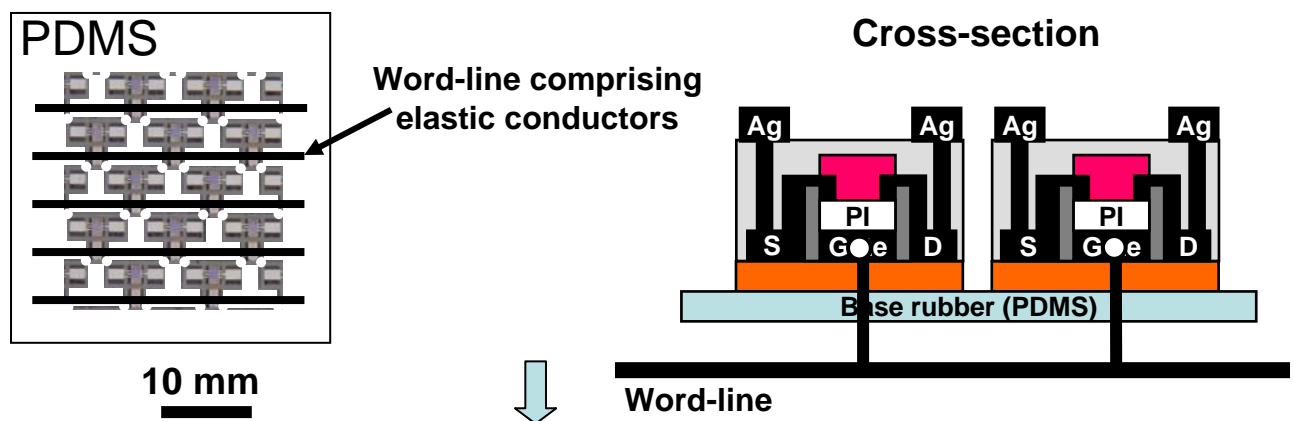 PDMS
Word-line comprising
elastic conductors
10 mm
Cross-section
Ag Ag Ag Ag
PI PI
S D S D
Base rubber (PDMS)
Word-line